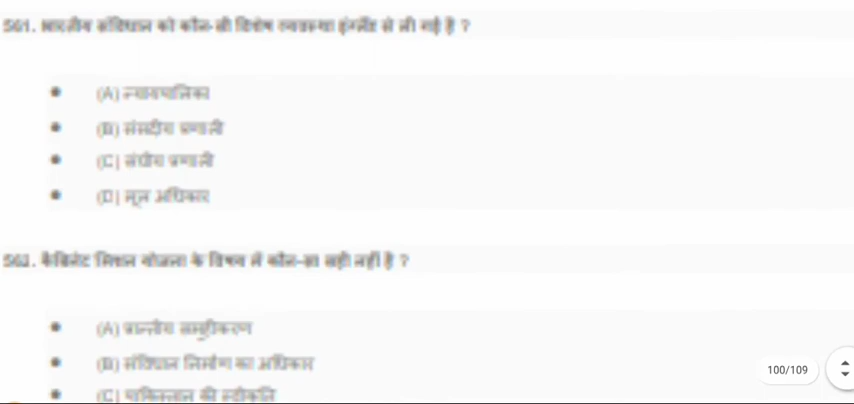 561. भारतीय संविधान को कौन-सी विशेष व्यवस्था इंग्लैंड से ली गई है ?
(A) न्यायपालिका
(B) संसदीय प्रणाली
(C) संघीय प्रणाली
(D) मूल अधिकार
562. कैबिनेट मिशन योजना के विषय में कौन-सा सही नहीं है ?
(A) प्रान्तीय समूहीकरण
(B) संविधान निर्माण का अधिकार
100/109
(C) पाकिस्तान की स्वीकृति